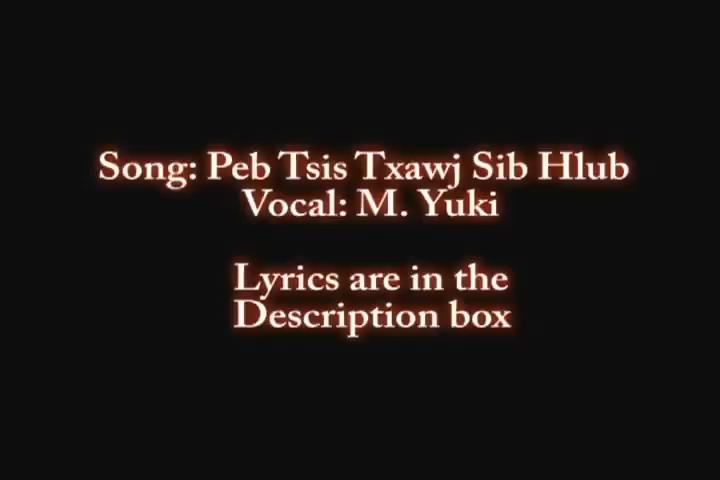 Song: Peb Tsis Txawj Sib Hlub
Vocal: M. Yuki
Lyrics are in the
Description box